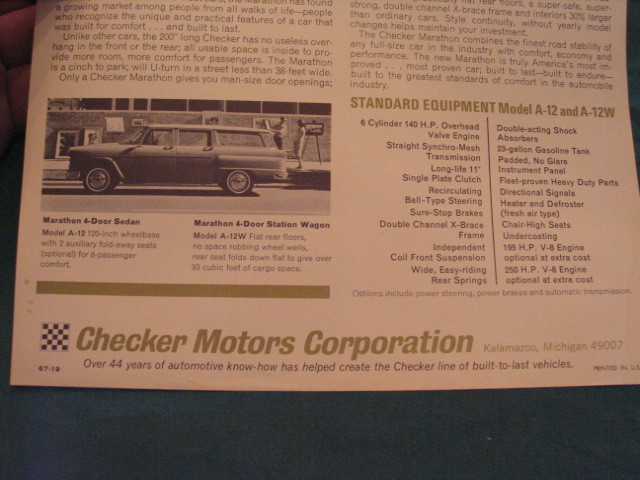 the Marathon has found
a growing market among people from all walks of life—people
who recognize the unique and practical features of a car that
was built for comfort . . . and built to last.
Unlike other cars, the 200" long Checker has no useless over-
hang in the front or the rear; all usable space is inside to pro-
vide more room, more comfort for passengers. The Marathon
is a cinch to park; will U-turn in a street less than 38-feet wide.
Only a Checker Marathon gives you man-size door openings;
flat rear floors, a super-safe, super-
strong, double channel X-brace frame and interiors 30% larger
than ordinary cars. Style continuity, without yearly model
changes helps maintain your investment.
The Checker Marathon combines the finest road stability of
any full-size car in the industry with comfort, economy and
performance. The new Marathon is truly America's most im-
proved . . . most proven car; built to last—built to endure—
built to the greatest standards of comfort in the automobile
industry.
Marathon 4-Door Sedan
Model A-12 120-inch wheelbase
with 2 auxiliary fold-away seats
(optional) for 8-passenger
comfort.
Marathon 4-Door Station Wagon
Model A-12W Flat rear floors,
no space robbing wheel wells,
rear seat folds down flat to give over
93 cubic feet of cargo space.
STANDARD EQUIPMENT Model A-12 and A-12W
6 Cylinder 140 H.P. Overhead
Valve Engine
Straight Synchro-Mesh
Transmission
Long-life 11"
Single Plate Clutch
Recirculating
Ball-Type Steering
Sure-Stop Brakes
Double Channel X-Brace
Frame
Independent
Coil Front Suspension
Wide, Easy-riding
Rear Springs
Double-acting Shock
Absorbers
23-gallon Gasoline Tank
Padded, No Glare
Instrument Panel
Fleet-proven Heavy Duty Parts
Directional Signals
Heater and Defroster
(fresh air type)
Chair-High Seats
Undercoating
195 H.P. V-8 Engine
optional at extra cost
250 H.P. V-8 Engine
optional at extra cost
Options include power steering, power brakes and automatic transmission.
Checker Motors Corporation Kalamazoo, Michigan 49007
Over 44 years of automotive know-how has helped create the Checker line of built-to-last vehicles.
67-19
PRINTED IN U.S.